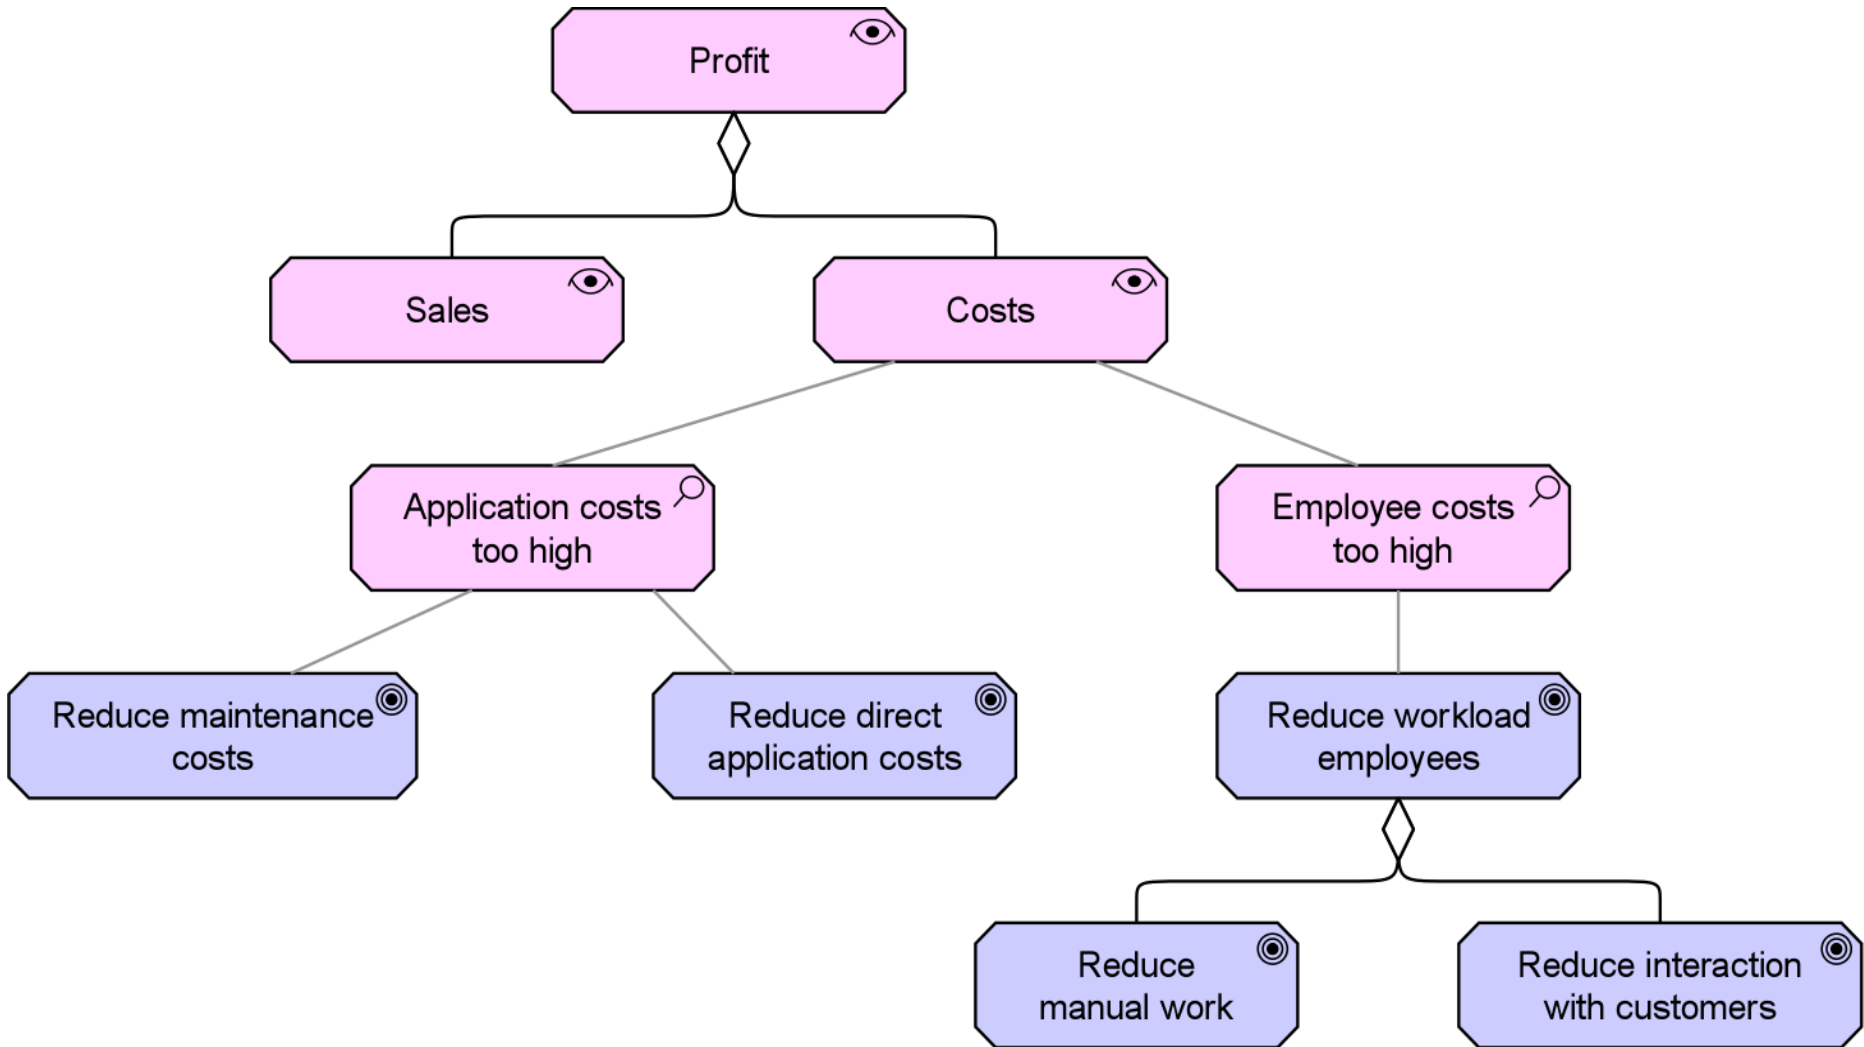 Profit
Sales
Costs
Application costs
too high
Employee costs
too high
Reduce maintenance
costs
Reduce direct
application costs
Reduce workload
employees
Reduce
manual work
Reduce interaction
with customers